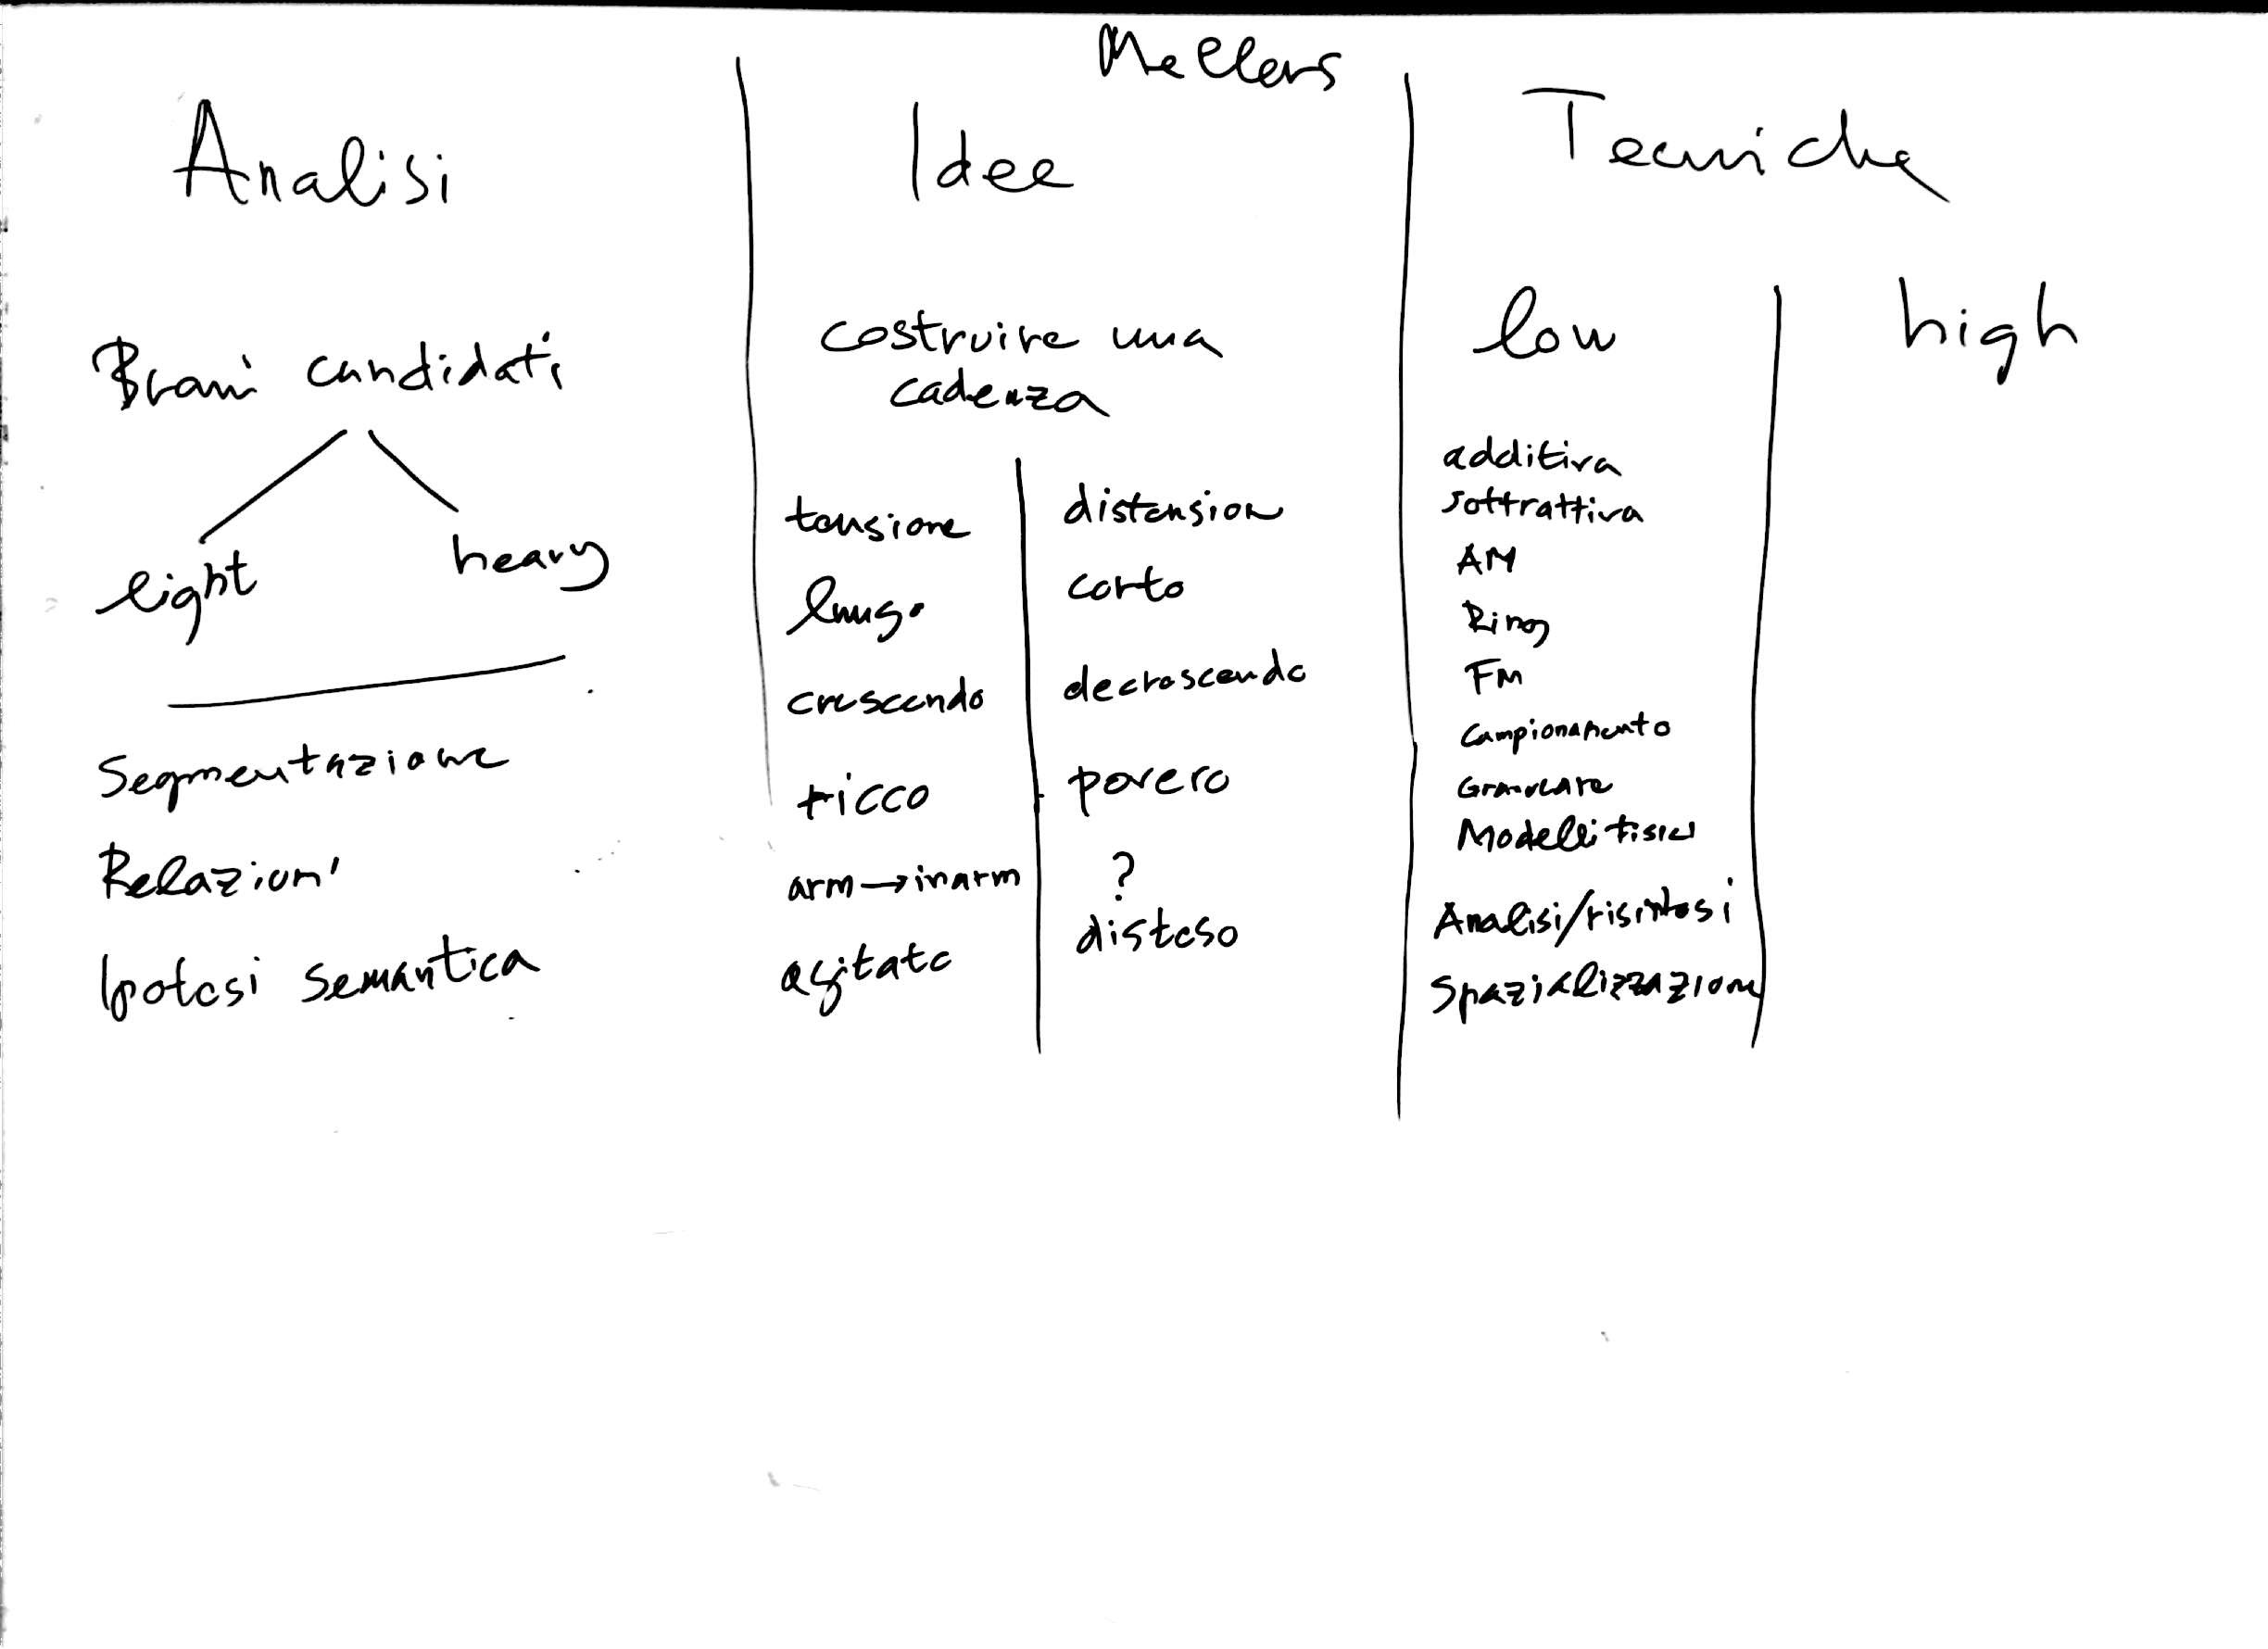 Mellers
Analisi
Brani candidati
light
heavy
Segmentazione
Relazioni
Ipotesi semantica
Idee
costruire una
cadenza
tensione
distension
lungo
corto
crescendo
decrescendo
ricco
povero
arm→inarm
?
agitato
disteso
Tecniche
low
high
additiva
sottrattiva
AM
Ring
FM
Campionamento
Granulare
Modelli fisici
Analisi/risintesi
Spazializzazione